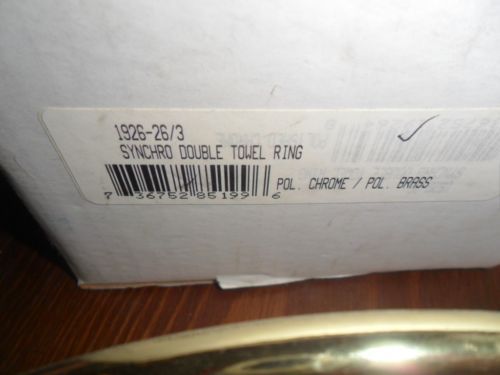 1926-26/3
SYNCHRO DOUBLE TOWEL RING
POL. CHROME / POL. BRASS
7 36752 85199 6